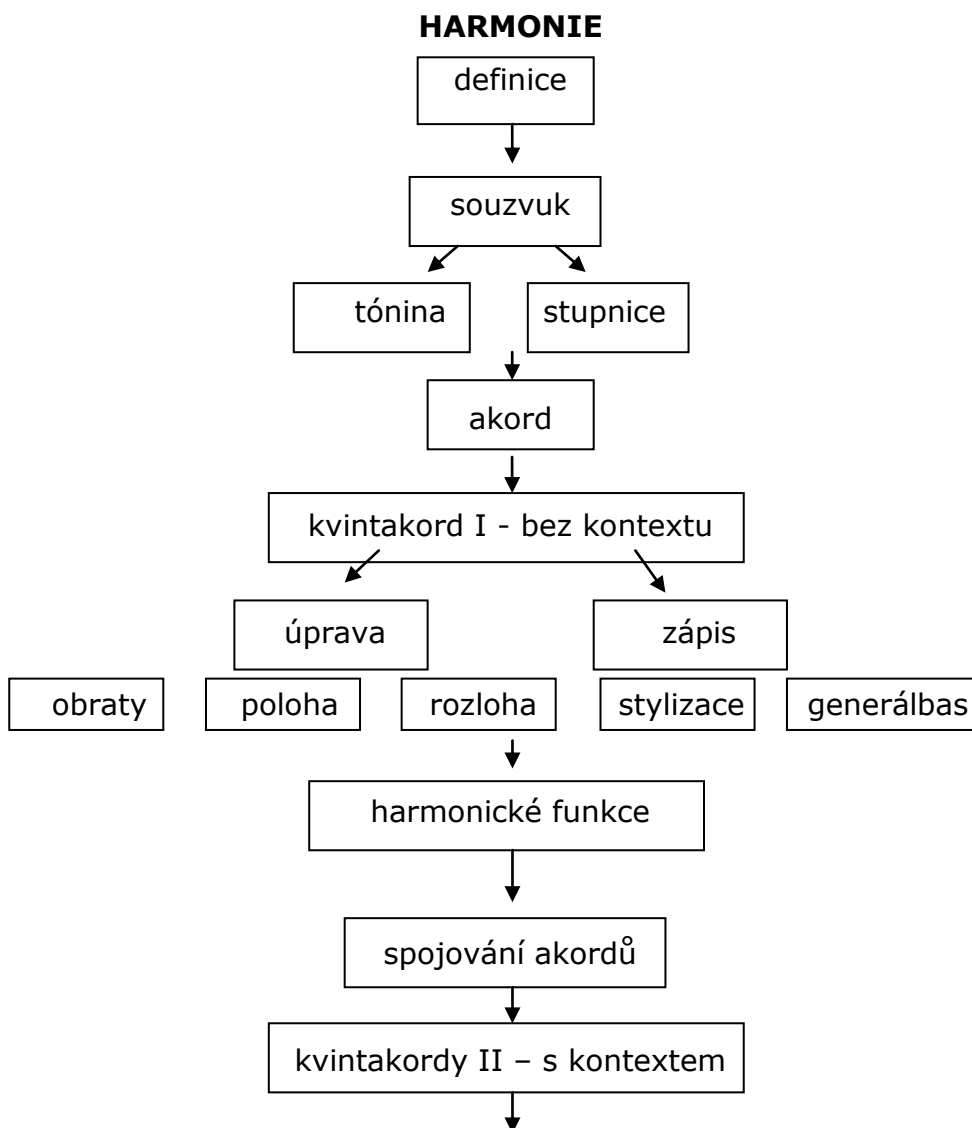 HARMONIE
definice
souzvuk
tónina
stupnice
akord
kvintakord I - bez kontextu
úprava
zápis
obraty
poloha
rozloha
stylizace
generálbas
harmonické funkce
spojování akordů
kvintakordy II – s kontextem